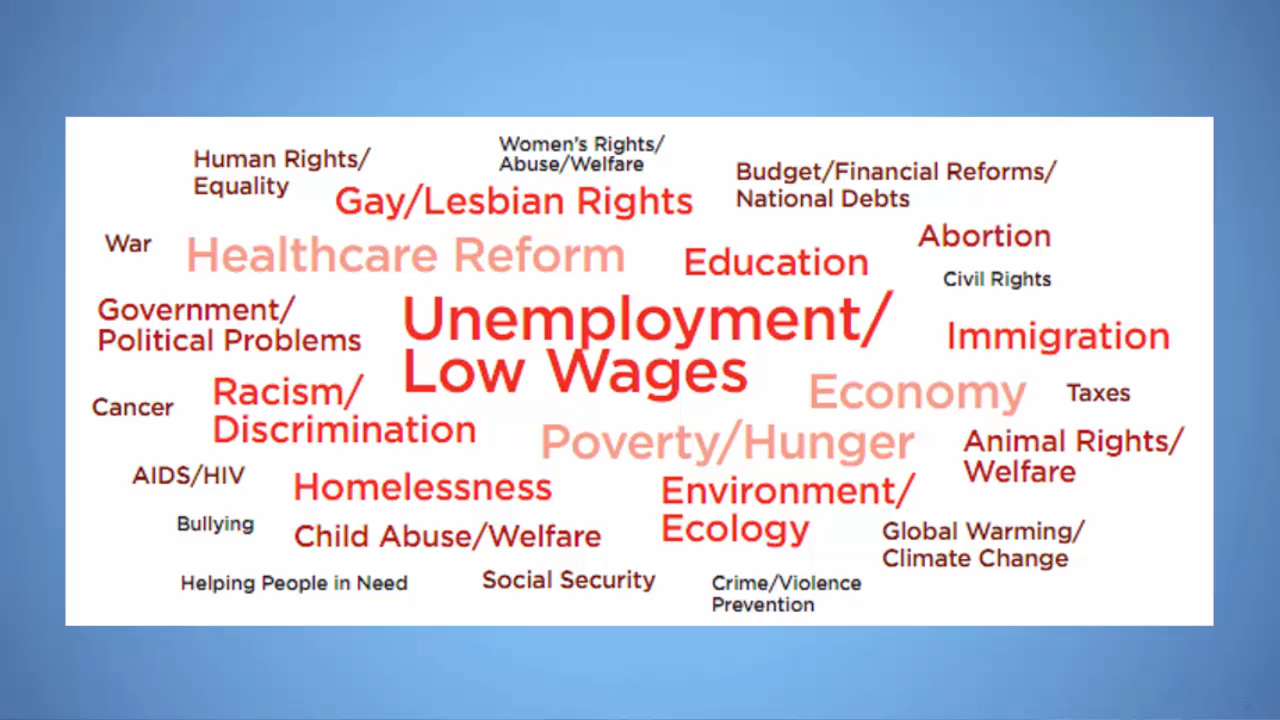 Human Rights/
Equality
Women's Rights/
Abuse/Welfare
Budget/Financial Reforms/
National Debts
Gay/Lesbian Rights
War
Healthcare Reform
Education
Abortion
Civil Rights
Government/
Political Problems
Unemployment/
Low Wages
Immigration
Cancer
Racism/
Discrimination
Economy
Taxes
Poverty/Hunger
Animal Rights/
Welfare
AIDS/HIV
Homelessness
Environment/
Ecology
Bullying
Child Abuse/Welfare
Global Warming/
Climate Change
Helping People in Need
Social Security
Crime/Violence
Prevention